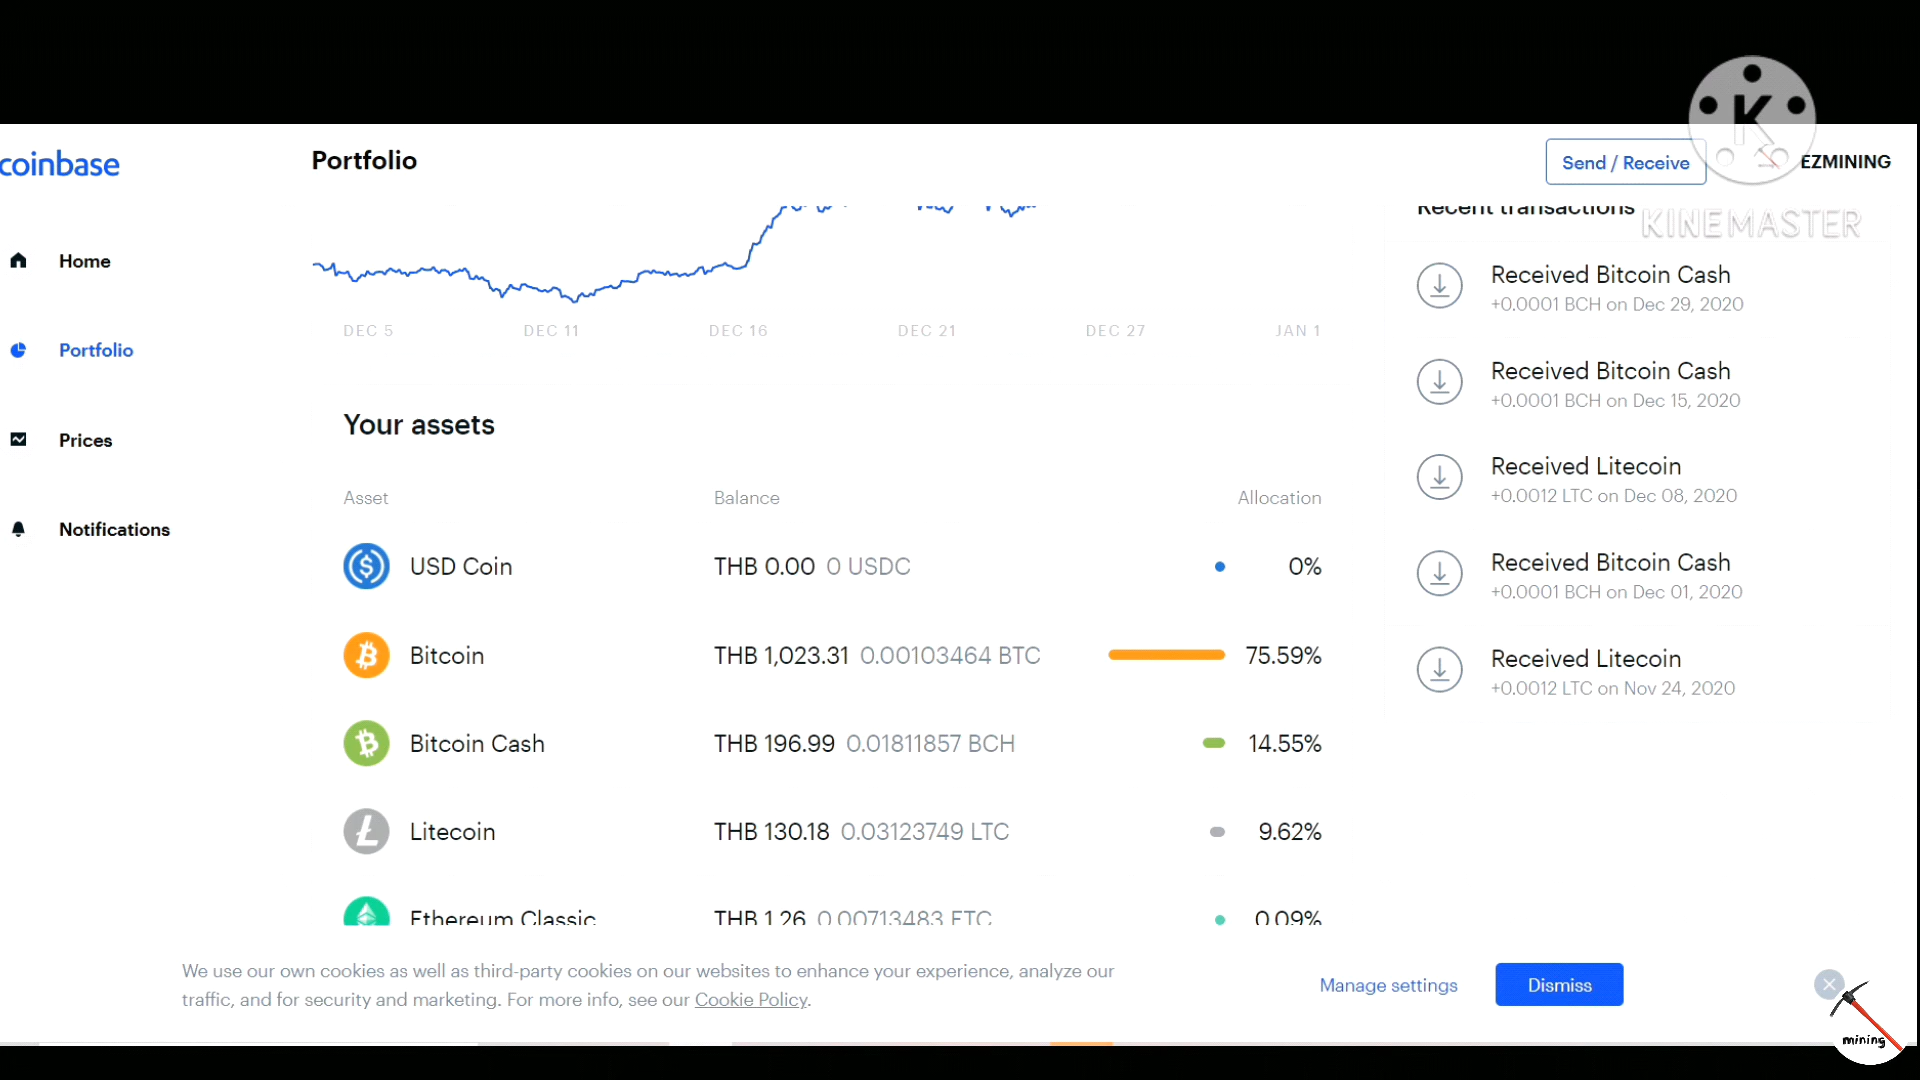 coinbase
Portfolio
Send / Receive
EZMINING
K
KINEMASTER
Recent transactions
Home
Portfolio
Prices
Notifications
DEC 5
DEC 11
DEC 16
DEC 21
DEC 27
JAN 1
Your assets
Asset
Balance
Allocation
USD Coin
THB 0.00 0 USDC
0%
Bitcoin
THB 1,023.31 0.00103464 BTC
75.59%
Bitcoin Cash
THB 196.99 0.01811857 BCH
14.55%
Litecoin
THB 130.18 0.03123749 LTC
9.62%
Ethereum Classic
THB 1.26 0.00713483 ETC
0.09%
Received Bitcoin Cash
+0.0001 BCH on Dec 29, 2020
Received Bitcoin Cash
+0.0001 BCH on Dec 15, 2020
Received Litecoin
+0.0012 LTC on Dec 08, 2020
Received Bitcoin Cash
+0.0001 BCH on Dec 01, 2020
Received Litecoin
+0.0012 LTC on Nov 24, 2020
We use our own cookies as well as third-party cookies on our websites to enhance your experience, analyze our
traffic, and for security and marketing. For more info, see our Cookie Policy.
Manage settings
Dismiss
mining